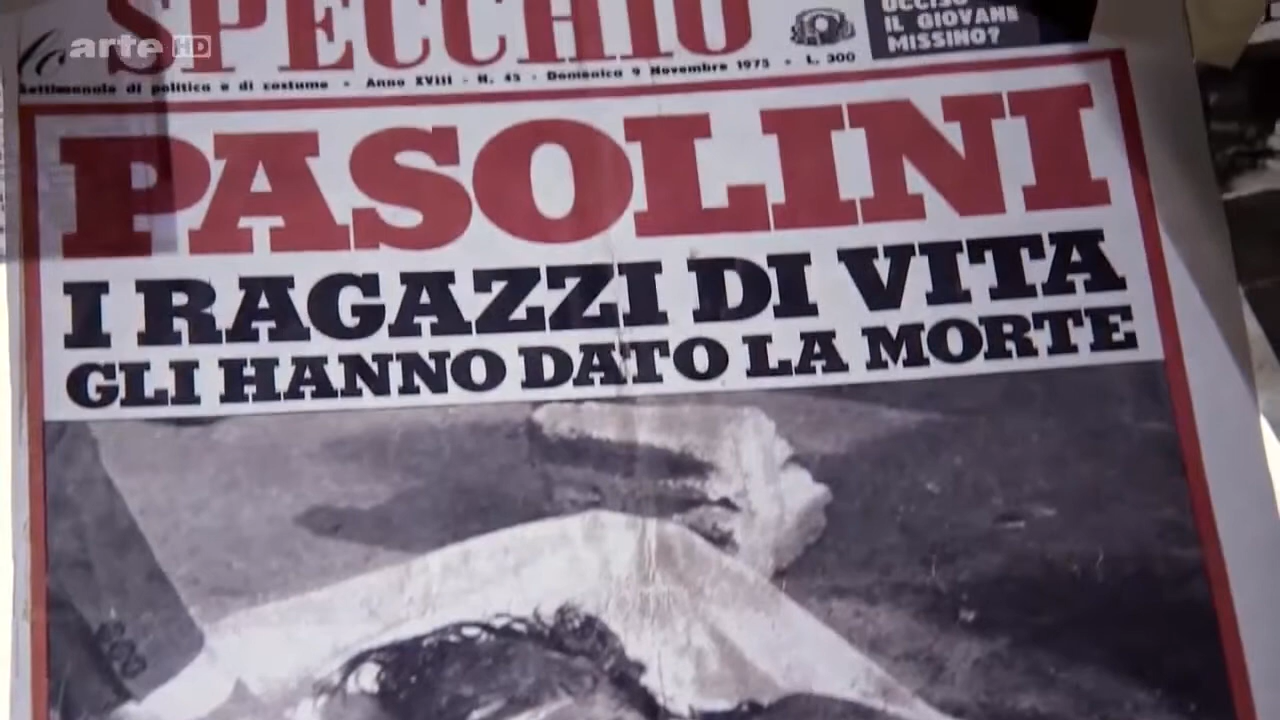 lo SPECCHIO
arte HD
UCCISO
IL GIOVANE
MISSINO?
Settimanale di politica e di costume • Anno XVIII • N. 45 • Domenica 9 Novembre 1975 • L. 300
PASOLINI
I RAGAZZI DI VITA
GLI HANNO DATO LA MORTE